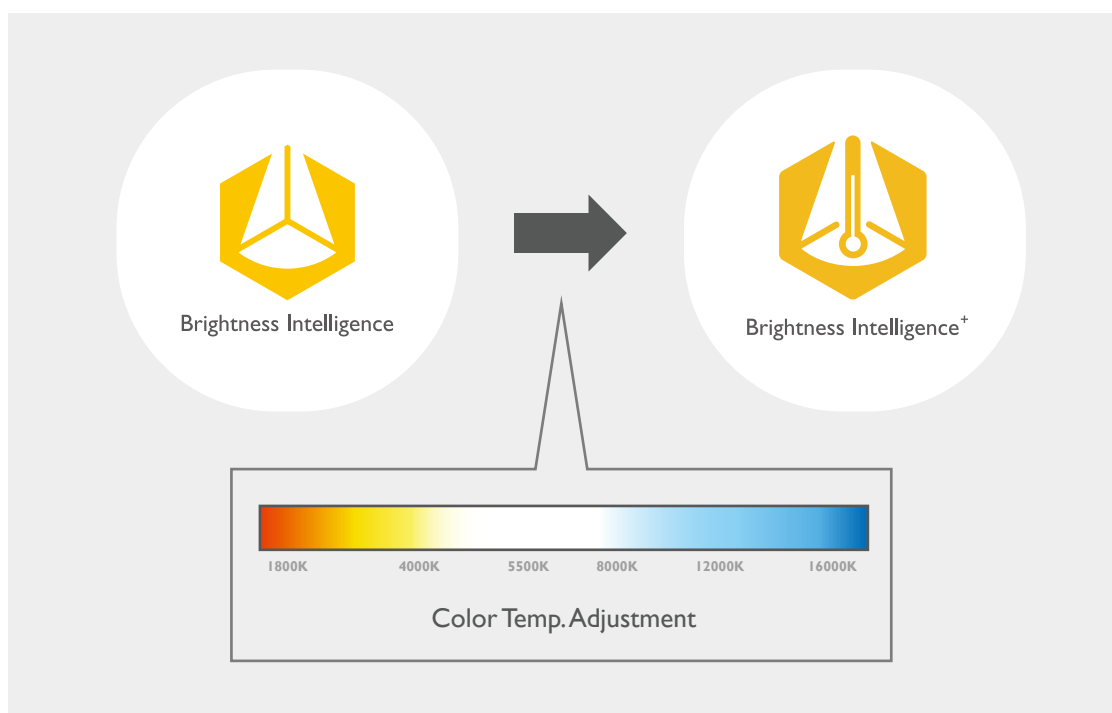 Brightness Intelligence
Brightness Intelligence+
1800K 4000K 5500K 8000K 12000K 16000K
Color Temp. Adjustment